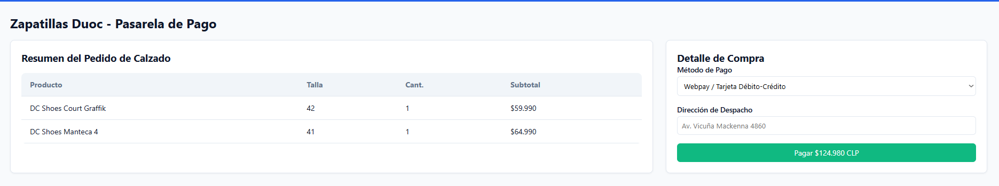 Zapatillas Duoc - Pasarela de Pago
Resumen del Pedido de Calzado
Producto Talla Cant. Subtotal
DC Shoes Court Graffik 42 1 $59.990
DC Shoes Manteca 4 41 1 $64.990
Detalle de Compra
Método de Pago
Webpay / Tarjeta Débito-Crédito
Dirección de Despacho
Av. Vicuña Mackenna 4860
Pagar $124.980 CLP